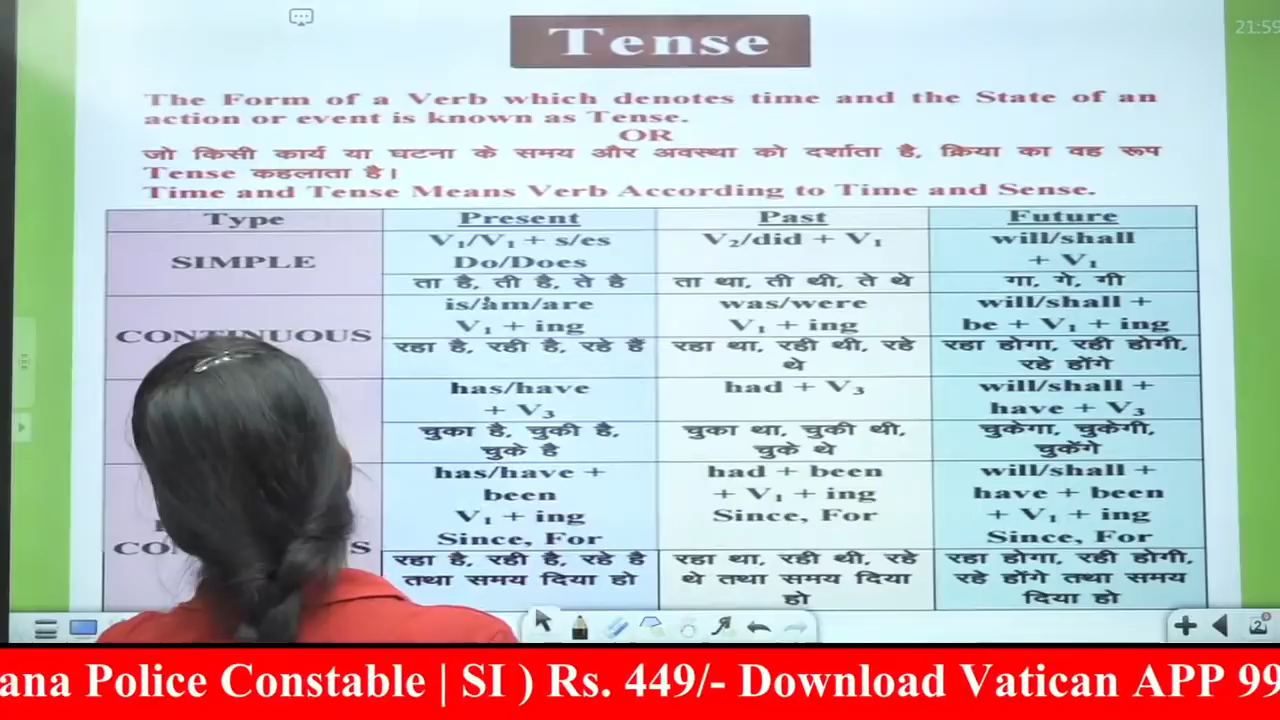 Tense
21:59
The Form of a Verb which denotes time and the State of an
action or event is known as Tense.
OR
जो किसी कार्य या घटना के समय और अवस्था को दर्शाता है, क्रिया का वह रूप
Tense कहलाता है।
Time and Tense Means Verb According to Time and Sense.
Type Present Past Future
SIMPLE
V₁/V₁ + s/es
Do/Does
ता है, ती है, ते है
V₂/did + V₁
ता था, ती थी, ते थे
will/shall
+ V₁
गा, गे, गी
CONTINUOUS
is/am/are
V₁ + ing
रहा है, रही है, रहे हैं
was/were
V₁ + ing
रहा था, रही थी, रहे
थे
will/shall +
be + V₁ + ing
रहा होगा, रही होगी,
रहे होंगे
has/have
+ V₃
चुका है, चुकी है,
चुके है
had + V₃
चुका था, चुकी थी,
चुके थे
will/shall +
have + V₃
चुकेगा, चुकेगी,
चुकेंगे
has/have +
been
V₁ + ing
Since, For
रहा है, रही है, रहे है
तथा समय दिया हो
had + been
+ V₁ + ing
Since, For
रहा था, रही थी, रहे
थे तथा समय दिया
हो
will/shall +
have + been
+ V₁ + ing
Since, For
रहा होगा, रही होगी,
रहे होंगे तथा समय
दिया हो
2
ana Police Constable | SI ) Rs. 449/- Download Vatican APP 99